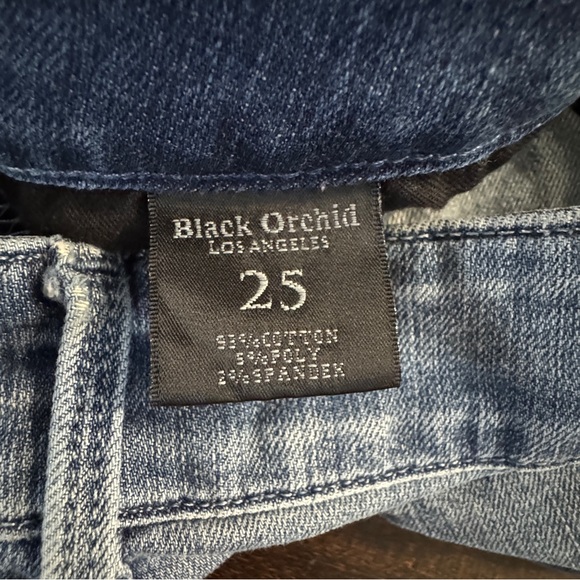 Black Orchid
LOS ANGELES
25
93%COTTON
5%POLY
2%SPANDEX